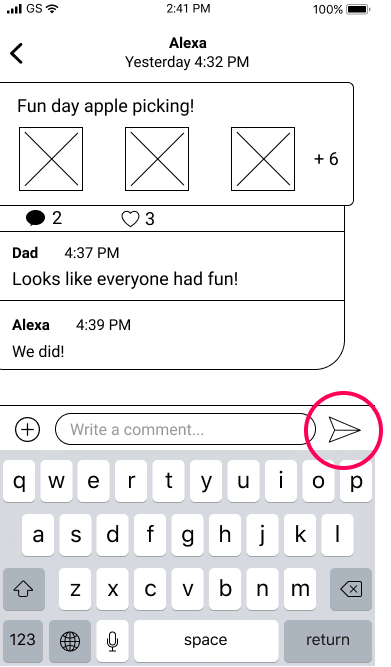 GS 2:41 PM 100%
Alexa
Yesterday 4:32 PM
Fun day apple picking!
+ 6
2 3
Dad 4:37 PM
Looks like everyone had fun!
Alexa 4:39 PM
We did!
Write a comment...
q w e r t y u i o p
a s d f g h j k l
z x c v b n m
123 space return